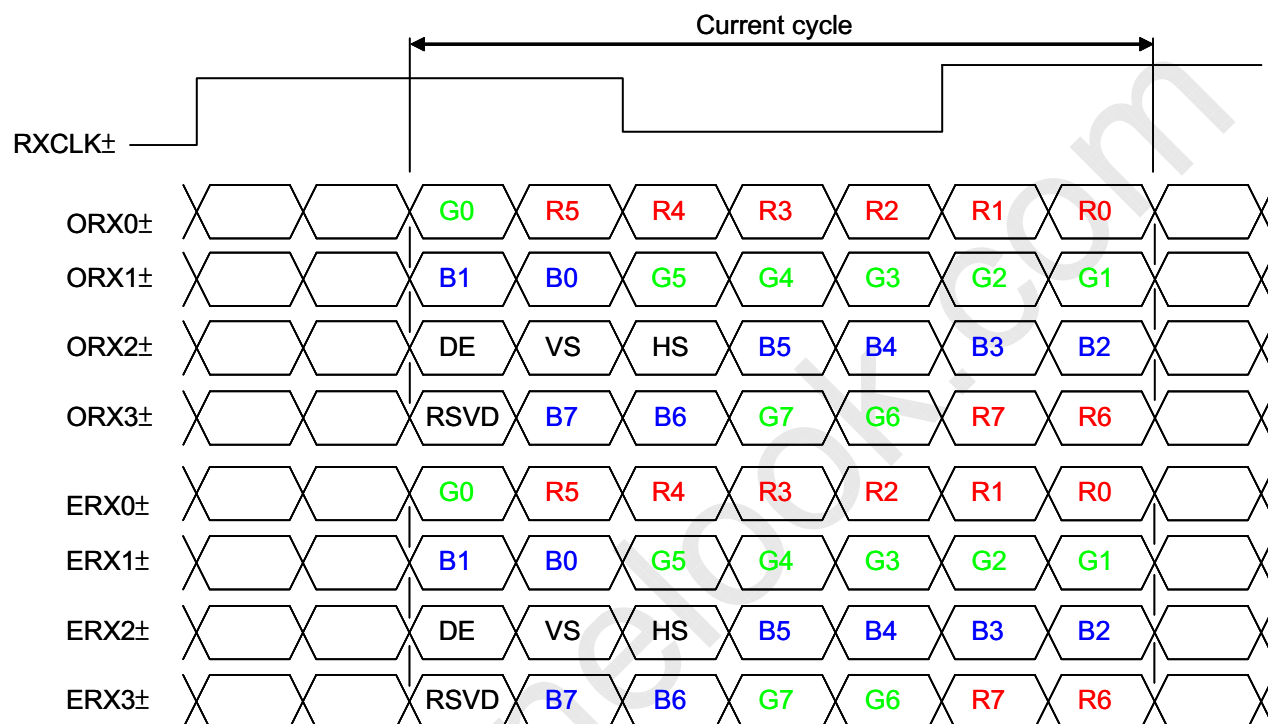 Current cycle
RXCLK±
ORX0± G0 R5 R4 R3 R2 R1 R0
ORX1± B1 B0 G5 G4 G3 G2 G1
ORX2± DE VS HS B5 B4 B3 B2
ORX3± RSVD B7 B6 G7 G6 R7 R6
ERX0± G0 R5 R4 R3 R2 R1 R0
ERX1± B1 B0 G5 G4 G3 G2 G1
ERX2± DE VS HS B5 B4 B3 B2
ERX3± RSVD B7 B6 G7 G6 R7 R6
nelook.com